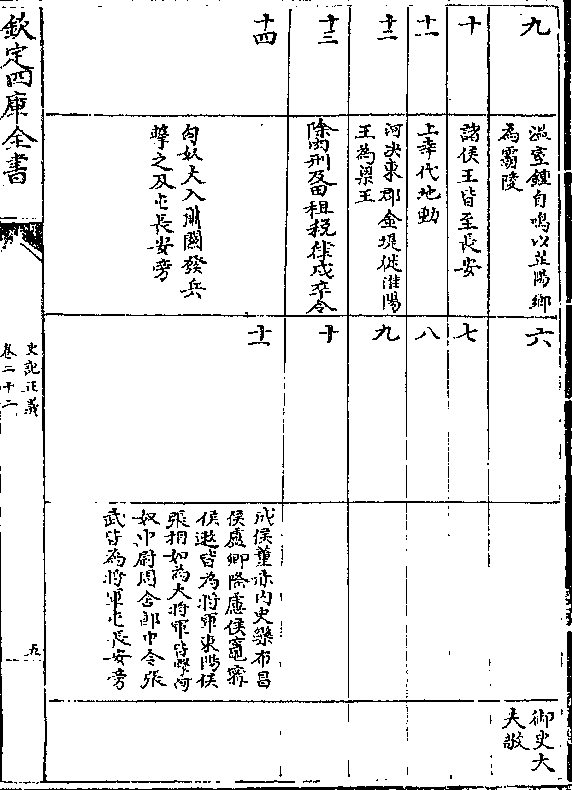 九
溫室鍾自鳴以芷陽鄉
為霸陵
六
御史大
夫敬
十
諸侯王皆至長安
七
十一
上幸代地動
八
十二
河決東郡金堤徙淮陽
王為梁王
九
十三
除肉刑及田租稅律戍卒令
十
十四
匈奴大入蕭關發兵
擊之及屯長安旁
十一
成侯董赤內史欒布昌
侯盧卿隆慮侯竈甯
侯遬皆為將軍東陽侯
張相如為大將軍皆擊匈
奴中尉周舍郎中令張
武皆為將軍屯長安旁
欽定四庫全書
史記正義
卷二十二
五